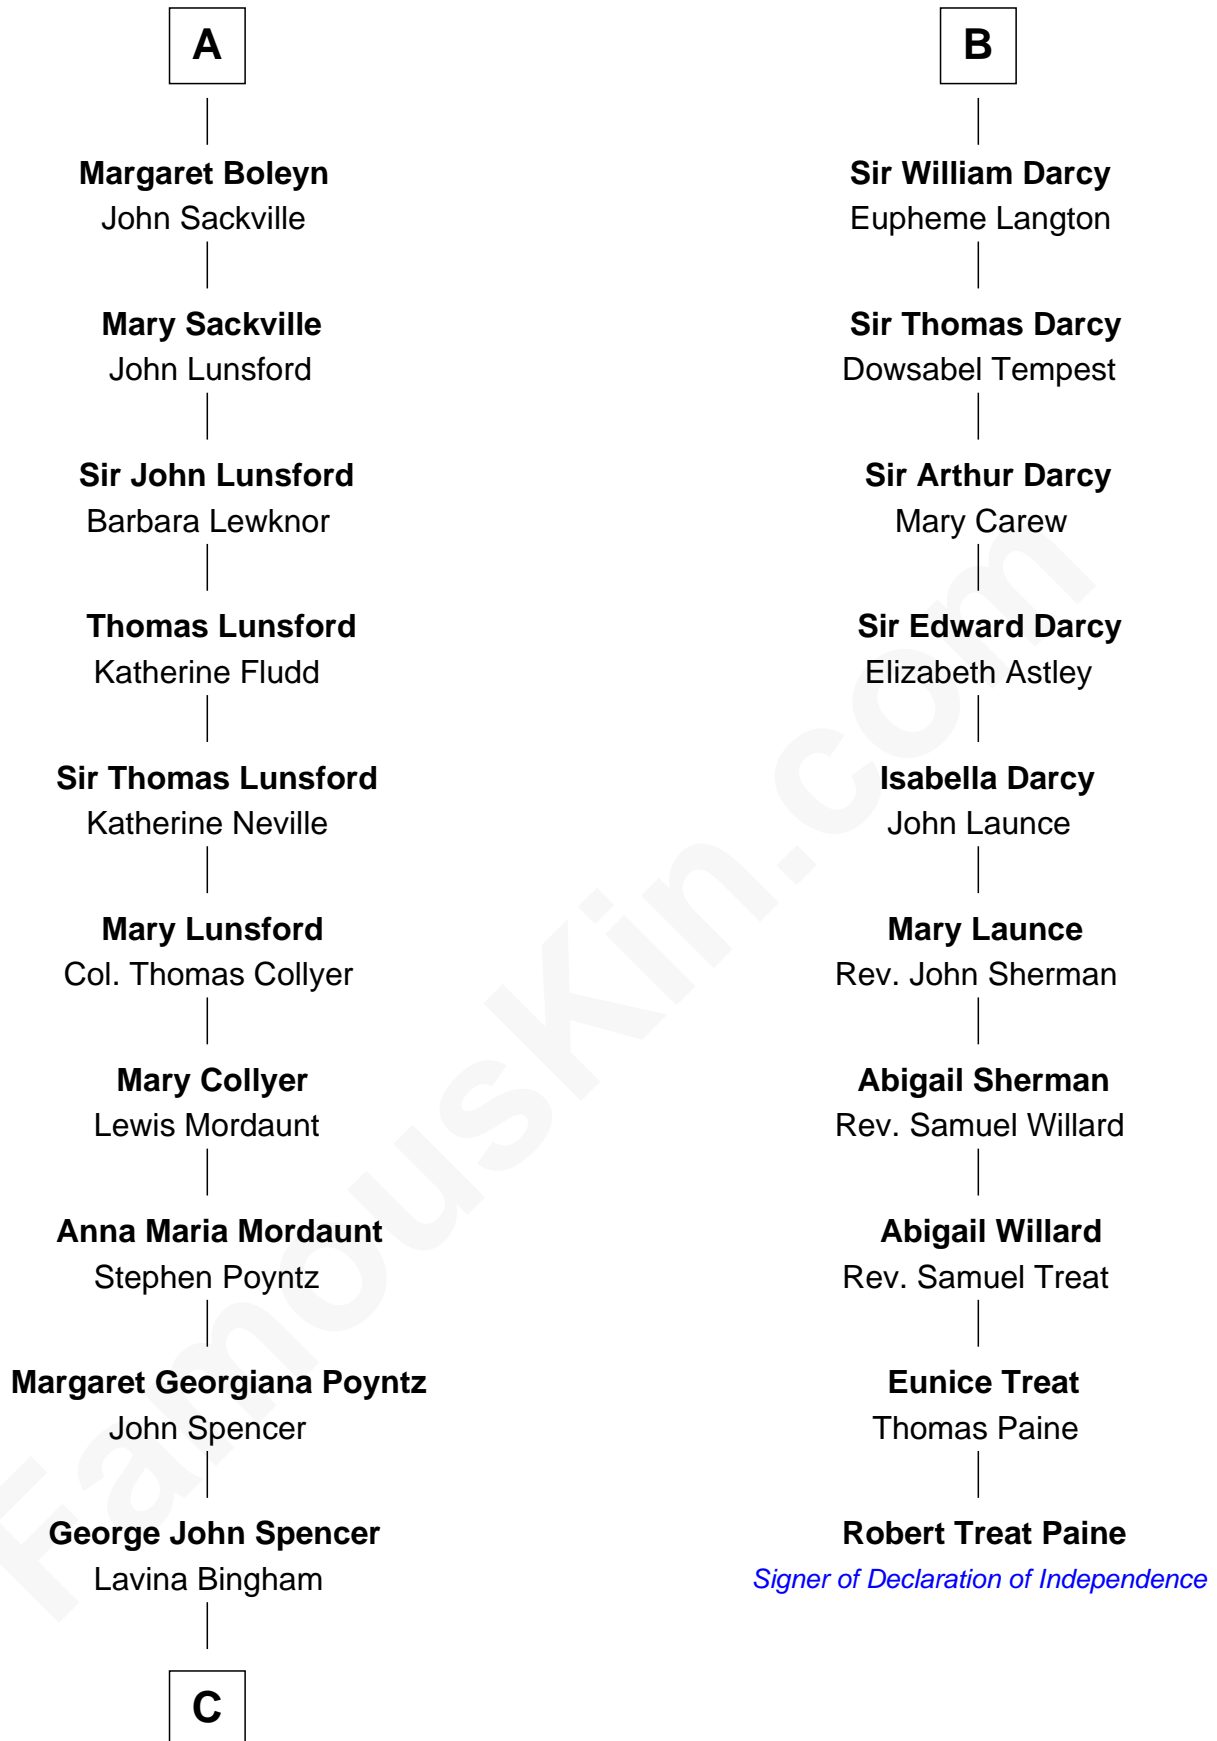 A
Margaret Boleyn
John Sackville
Mary Sackville
John Lunsford
Sir John Lunsford
Barbara Lewknor
Thomas Lunsford
Katherine Fludd
Sir Thomas Lunsford
Katherine Neville
Mary Lunsford
Col. Thomas Collyer
Mary Collyer
Lewis Mordaunt
Anna Maria Mordaunt
Stephen Poyntz
Margaret Georgiana Poyntz
John Spencer
George John Spencer
Lavina Bingham
C
B
Sir William Darcy
Eupheme Langton
Sir Thomas Darcy
Dowsabel Tempest
Sir Arthur Darcy
Mary Carew
Sir Edward Darcy
Elizabeth Astley
Isabella Darcy
John Launce
Mary Launce
Rev. John Sherman
Abigail Sherman
Rev. Samuel Willard
Abigail Willard
Rev. Samuel Treat
Eunice Treat
Thomas Paine
Robert Treat Paine
Signer of Declaration of Independence
FamousKin.com